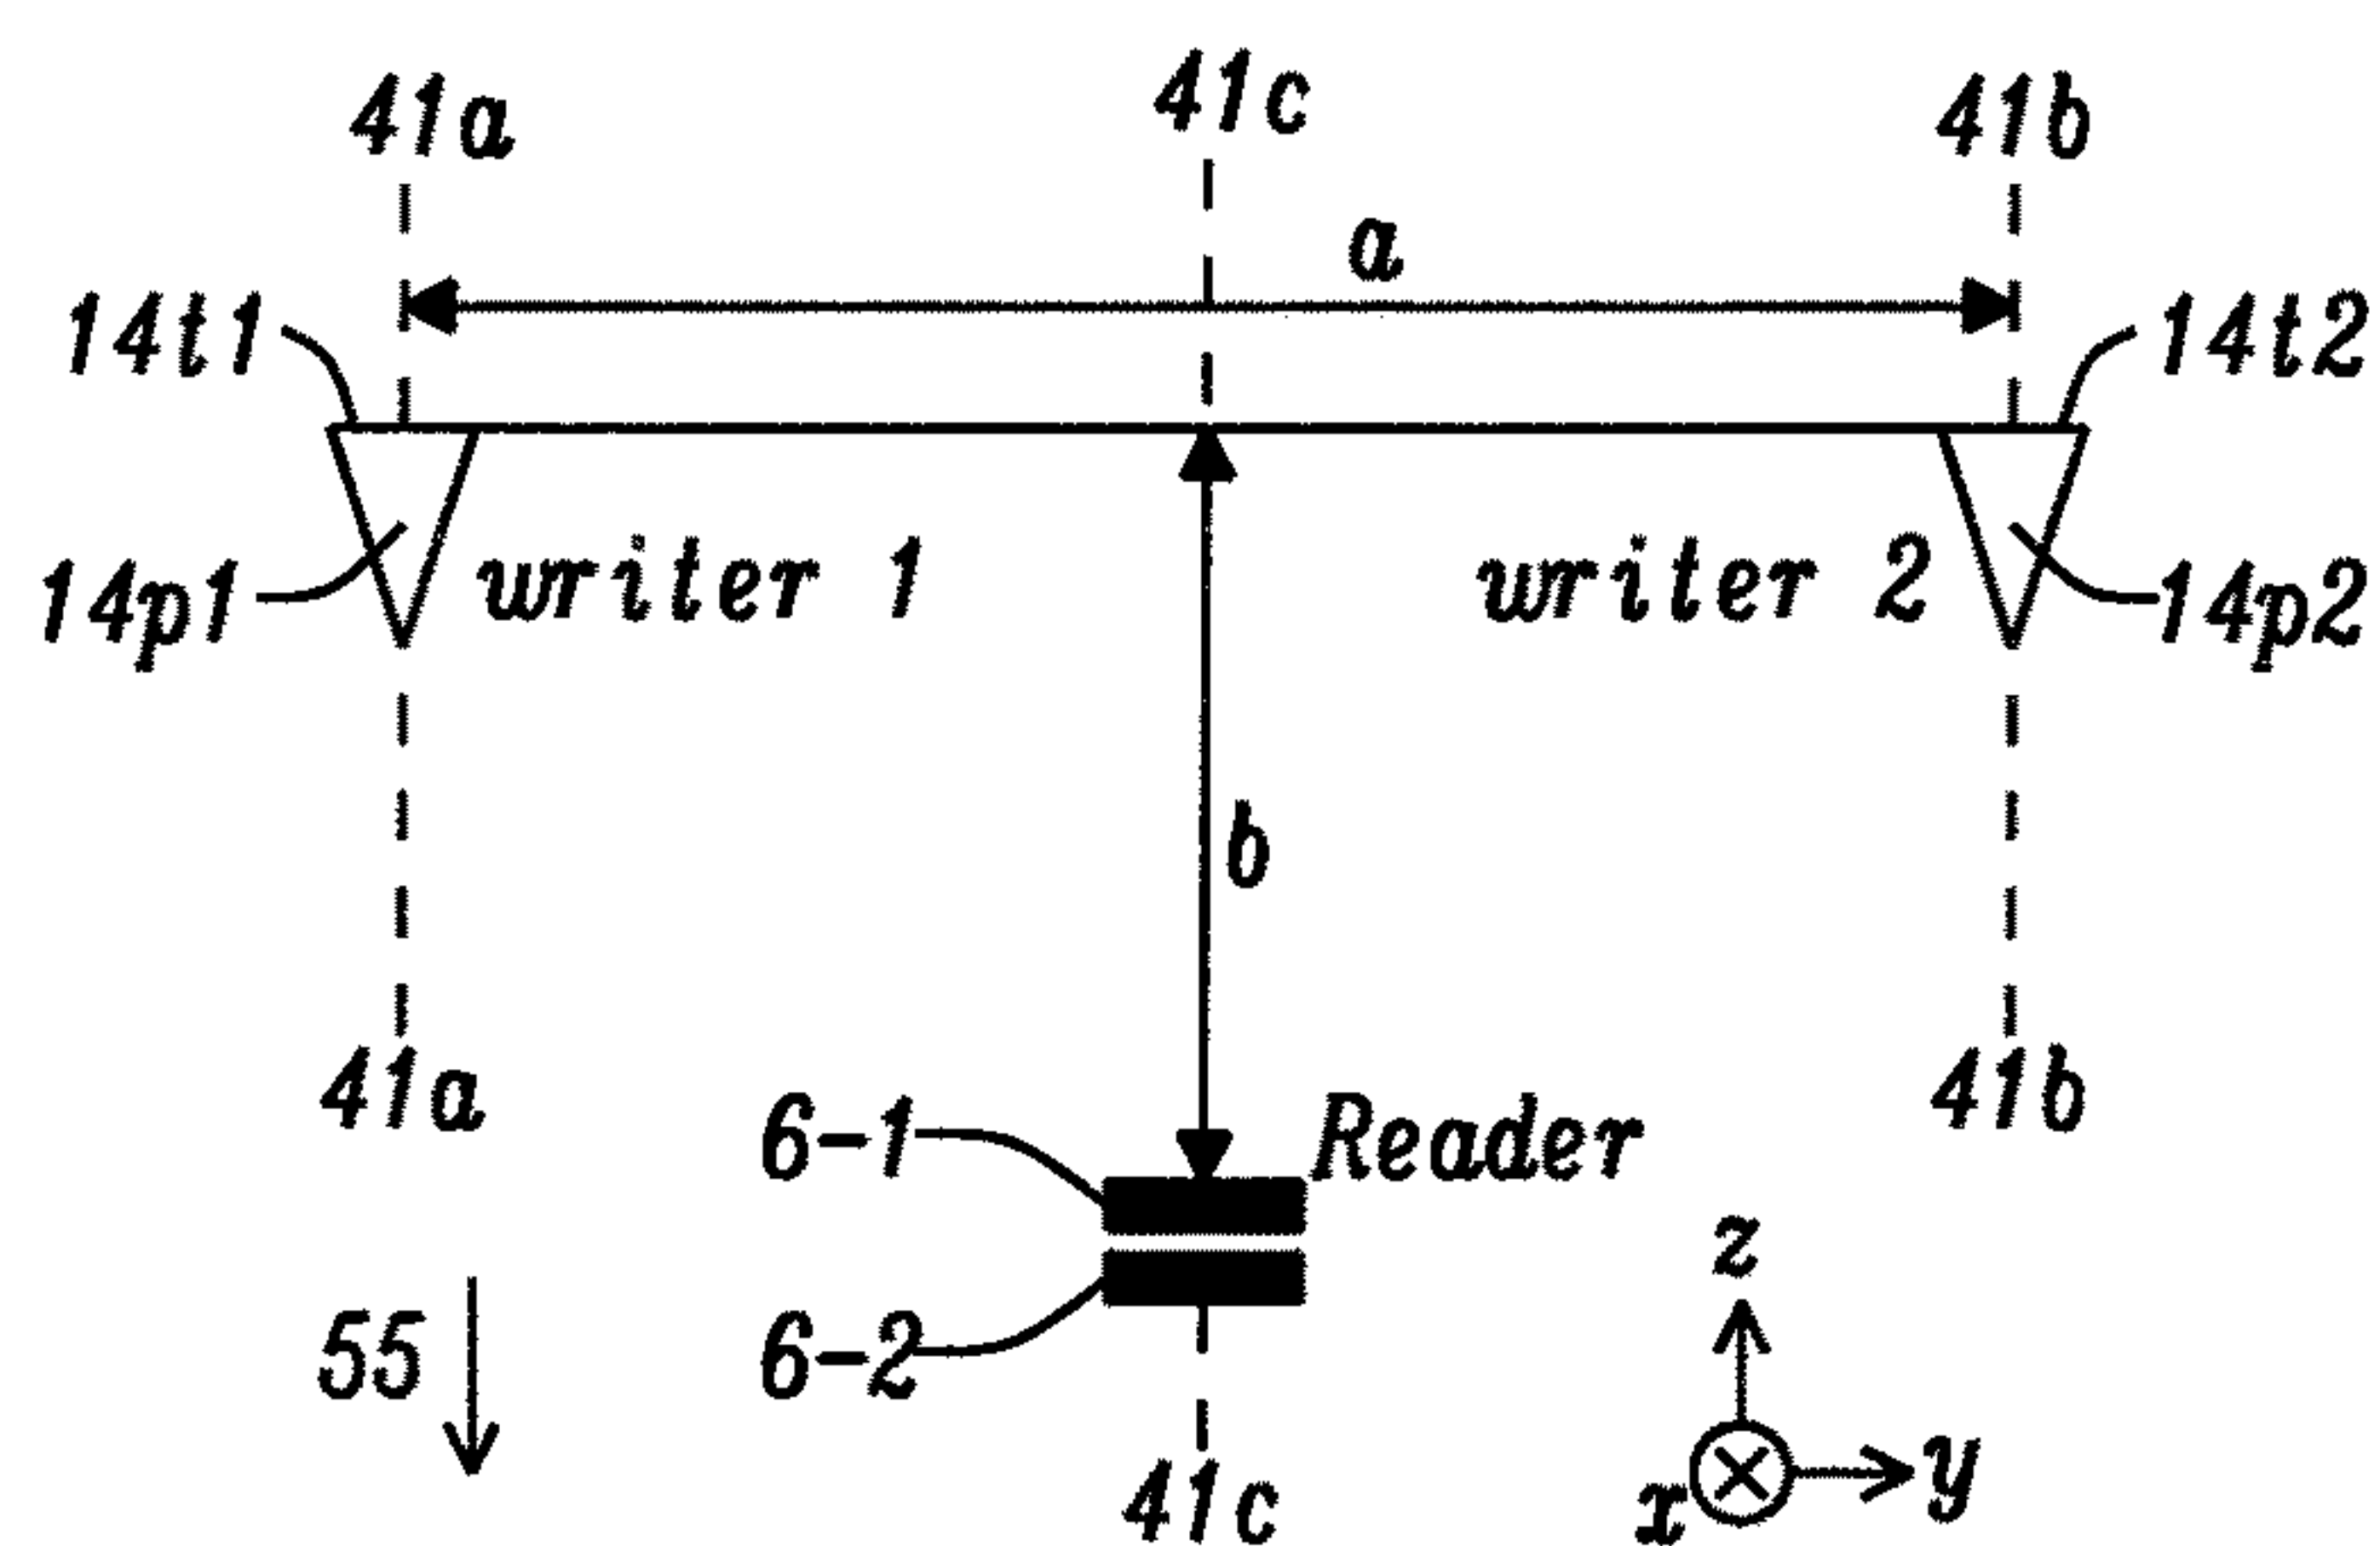 41a 41c 41b
a
14t1 14t2
14p1 writer 1 writer 2 14p2
b
41a 41b
6-1 Reader
z
55 6-2
x y
41c